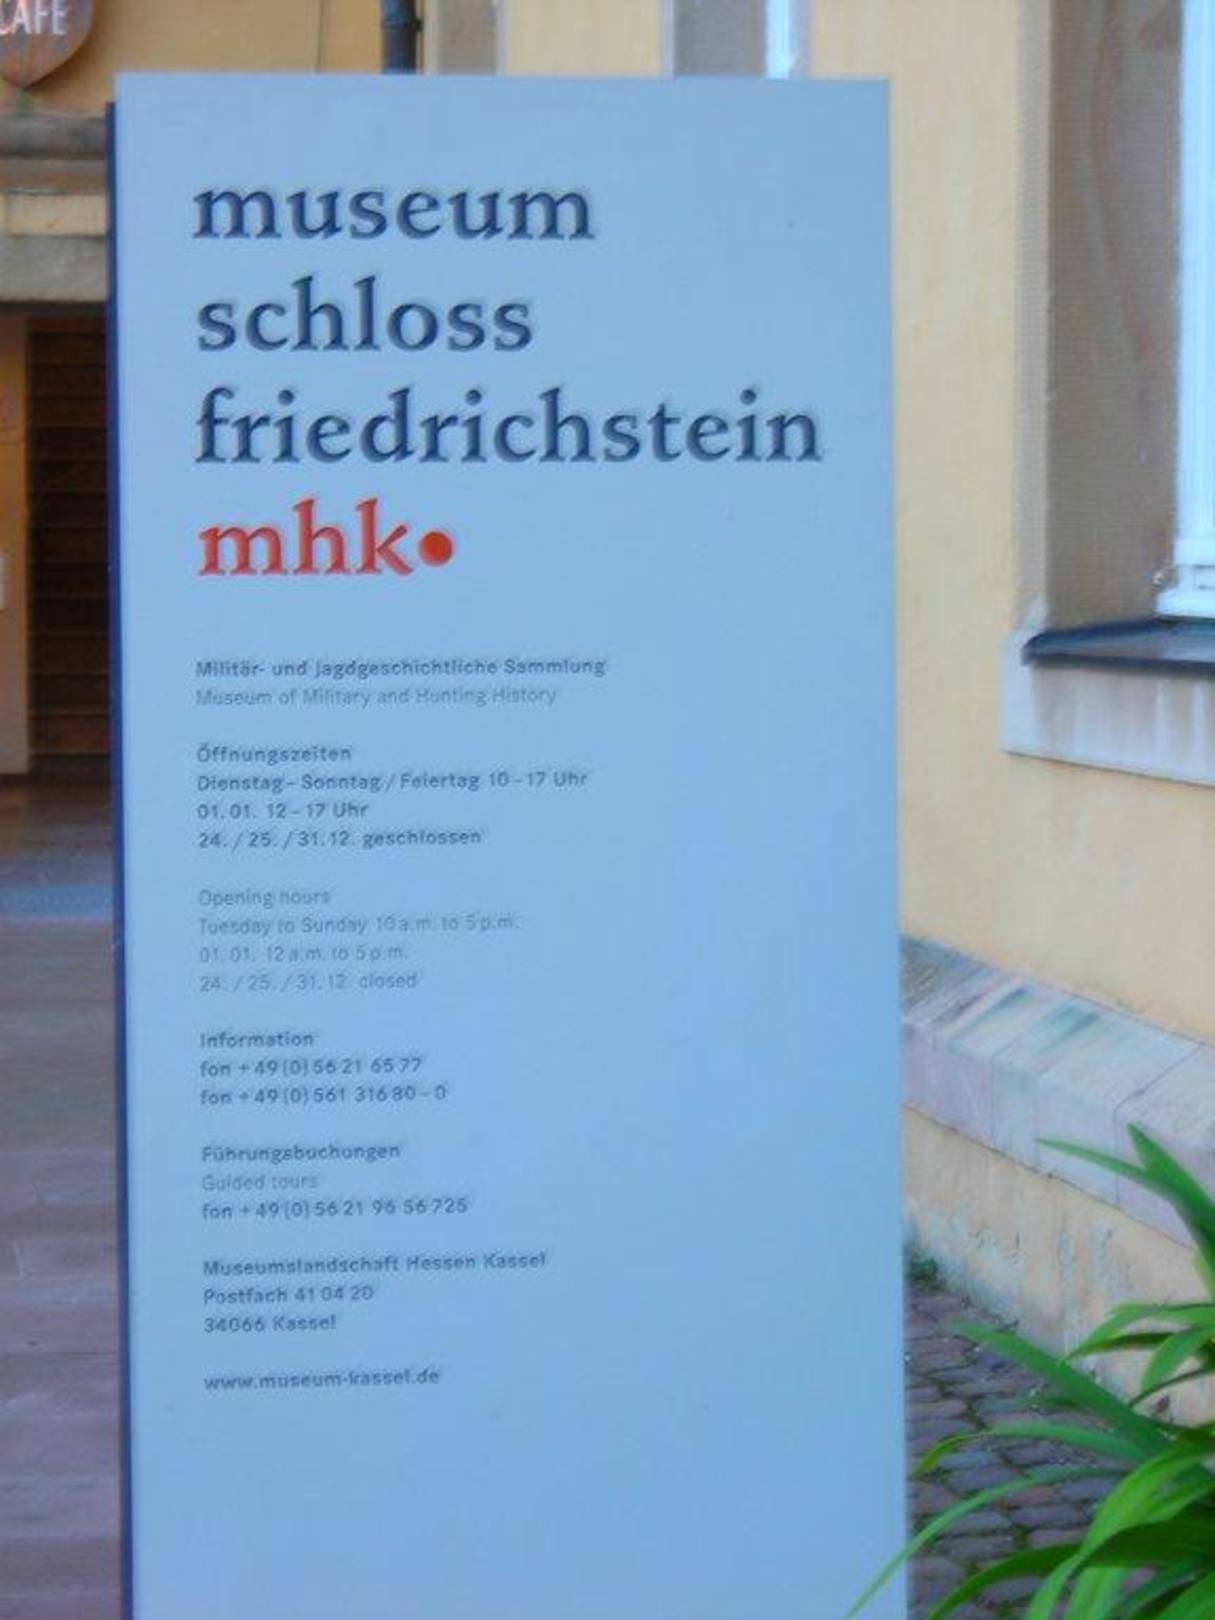 CAFE
museum
schloss
friedrichstein
mhk•
Militär- und Jagdgeschichtliche Sammlung
Museum of Military and Hunting History
Öffnungszeiten
Dienstag – Sonntag / Feiertag 10 – 17 Uhr
01. 01. 12 – 17 Uhr
24. / 25. / 31. 12. geschlossen
Opening hours
Tuesday to Sunday 10 a.m. to 5 p.m.
01. 01. 12 a.m. to 5 p.m.
24. / 25. / 31. 12. closed
Information
fon + 49 (0) 56 21 65 77
fon + 49 (0) 561 316 80 – 0
Führungsbuchungen
Guided tours
fon + 49 (0) 56 21 96 56 725
Museumslandschaft Hessen Kassel
Postfach 41 04 20
34066 Kassel
www.museum-kassel.de